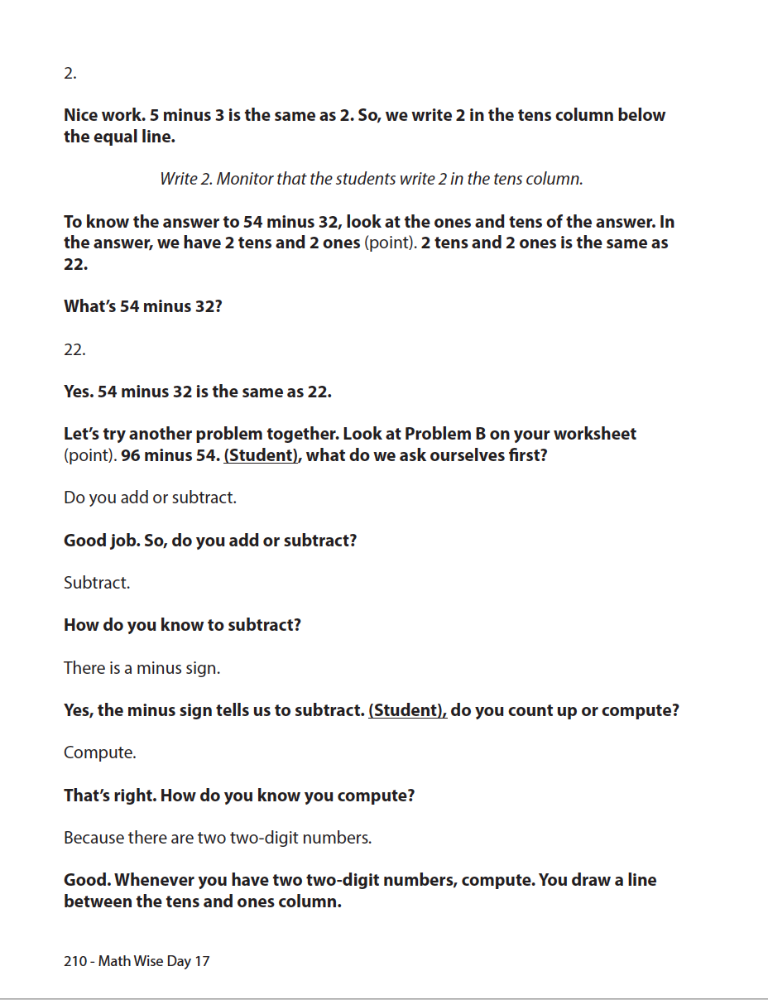 2.
Nice work. 5 minus 3 is the same as 2. So, we write 2 in the tens column below
the equal line.
Write 2. Monitor that the students write 2 in the tens column.
To know the answer to 54 minus 32, look at the ones and tens of the answer. In
the answer, we have 2 tens and 2 ones (point). 2 tens and 2 ones is the same as
22.
What’s 54 minus 32?
22.
Yes. 54 minus 32 is the same as 22.
Let’s try another problem together. Look at Problem B on your worksheet
(point). 96 minus 54. (Student), what do we ask ourselves first?
Do you add or subtract.
Good job. So, do you add or subtract?
Subtract.
How do you know to subtract?
There is a minus sign.
Yes, the minus sign tells us to subtract. (Student), do you count up or compute?
Compute.
That’s right. How do you know you compute?
Because there are two two-digit numbers.
Good. Whenever you have two two-digit numbers, compute. You draw a line
between the tens and ones column.
210 - Math Wise Day 17